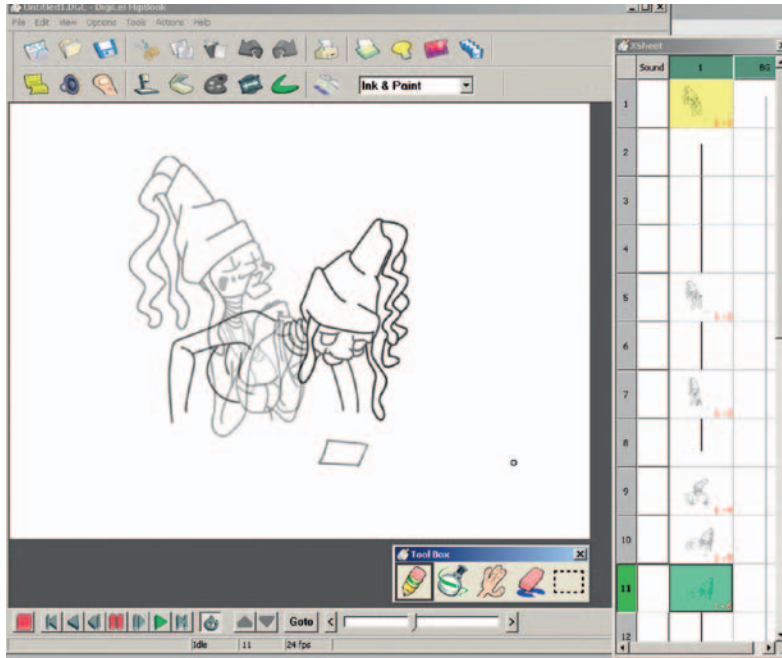 Untitled1.DGC - DigiCel FlipBook
File Edit View Options Tools Actions Help
Ink & Paint
XSheet
Sound 1 BG
1
2
3
4
5
6
7
8
9
10
11
12
Tool Box
Goto
Idle 11 24 fps